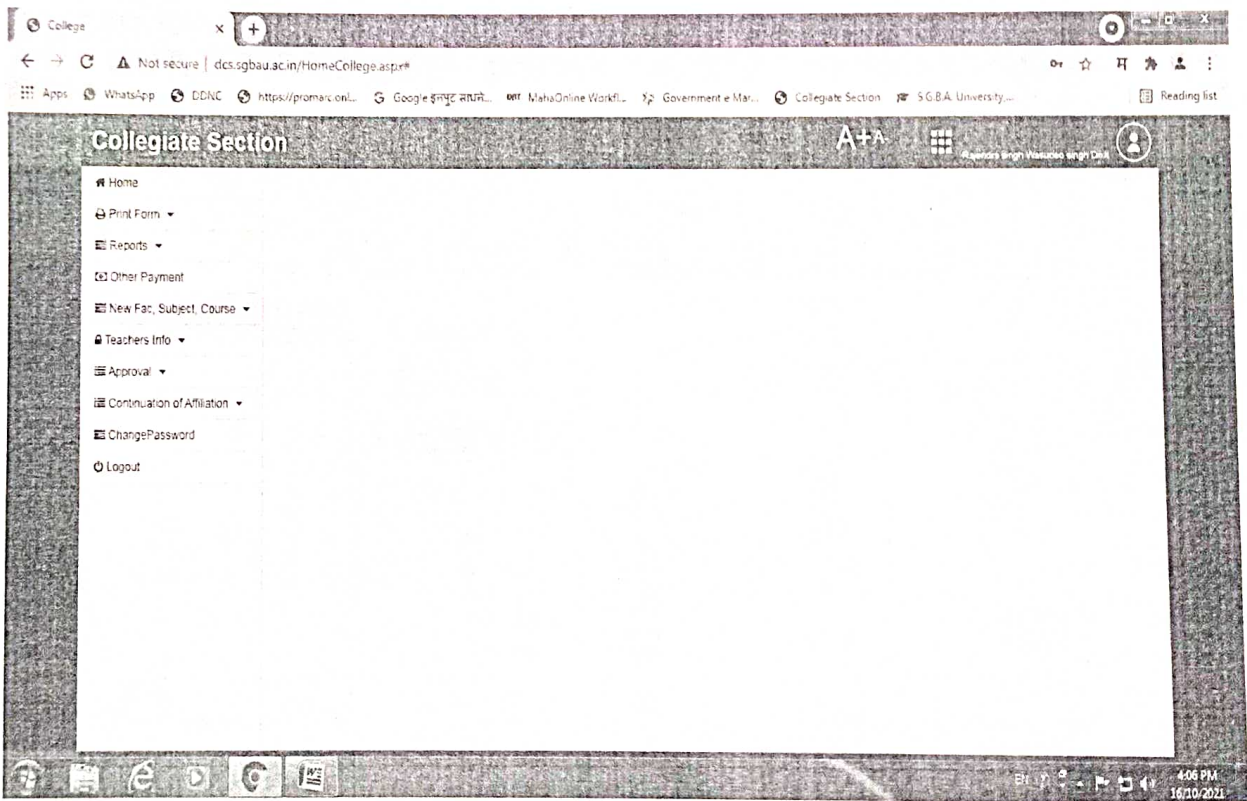 College
Not secure | dcs.sgbau.ac.in/HomeCollege.aspx#
Apps WhatsApp DDNC https://promarc.onl... Google इनपुट साधने... MahaOnline Workfl... Government e Mar... Collegiate Section S.G.B.A. University,... Reading list
Collegiate Section A+A
Home
Print Form
Reports
Other Payment
New Fac, Subject, Course
Teachers Info
Approval
Continuation of Affiliation
ChangePassword
Logout
EN 4:06 PM
16/10/2021